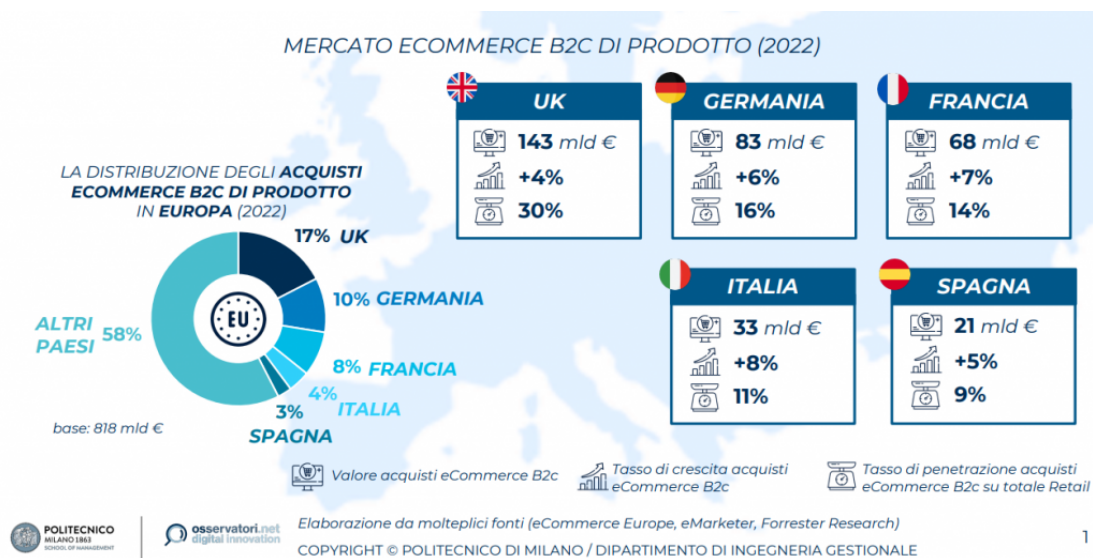 MERCATO ECOMMERCE B2C DI PRODOTTO (2022)
UK
143 mld €
+4%
30%
GERMANIA
83 mld €
+6%
16%
FRANCIA
68 mld €
+7%
14%
LA DISTRIBUZIONE DEGLI ACQUISTI
ECOMMERCE B2C DI PRODOTTO
IN EUROPA (2022)
17% UK
10% GERMANIA
8% FRANCIA
4%
ITALIA
3%
SPAGNA
ALTRI
PAESI 58%
EU
base: 818 mld €
ITALIA
33 mld €
+8%
11%
SPAGNA
21 mld €
+5%
9%
Valore acquisti eCommerce B2c
Tasso di crescita acquisti
eCommerce B2c
Tasso di penetrazione acquisti
eCommerce B2c su totale Retail
POLITECNICO
MILANO 1863
SCHOOL OF MANAGEMENT
osservatori.net
digital innovation
Elaborazione da molteplici fonti (eCommerce Europe, eMarketer, Forrester Research)
COPYRIGHT © POLITECNICO DI MILANO / DIPARTIMENTO DI INGEGNERIA GESTIONALE
1